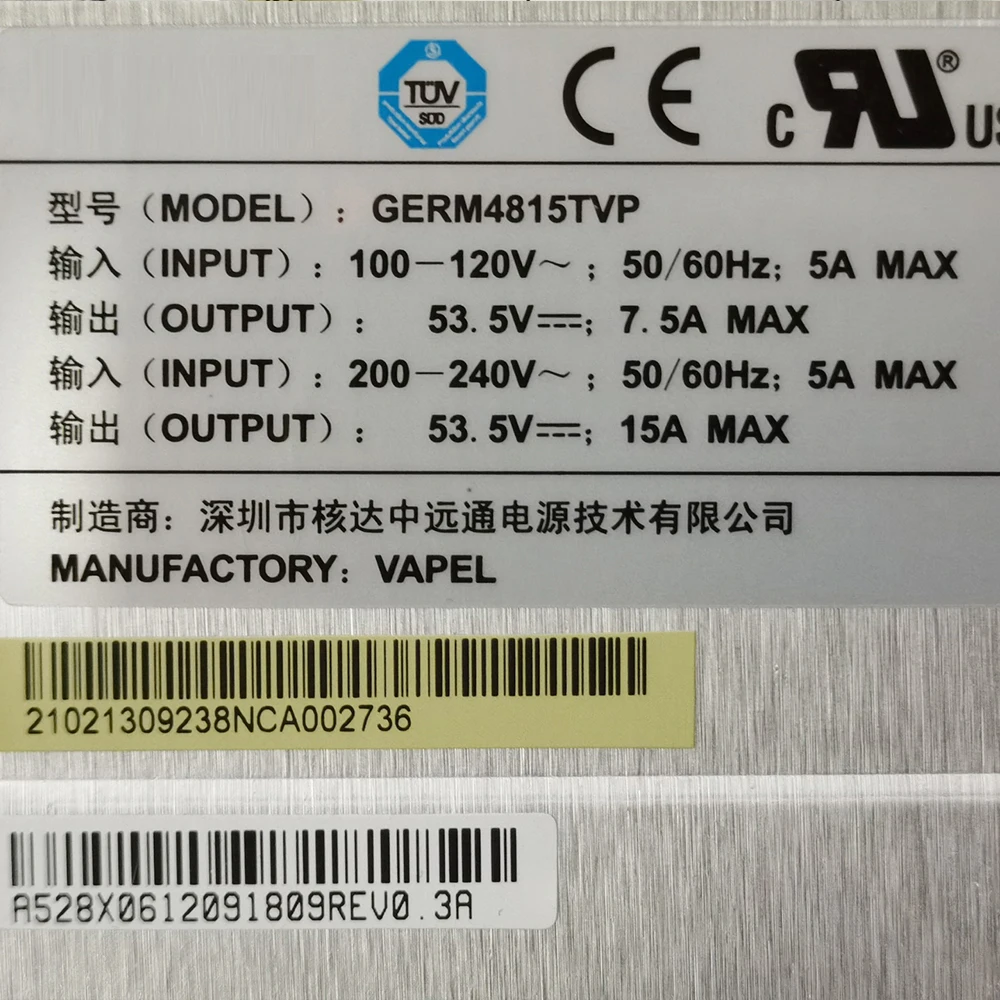 TÜV
SÜD
CE
c RU® US
型号（MODEL）：GERM4815TVP
输入（INPUT）：100－120V～；50/60Hz；5A MAX
输出（OUTPUT）： 53.5V⎓；7.5A MAX
输入（INPUT）：200－240V～；50/60Hz；5A MAX
输出（OUTPUT）： 53.5V⎓；15A MAX
制造商：深圳市核达中远通电源技术有限公司
MANUFACTORY：VAPEL
21021309238NCA002736
A528X0612091809REV0.3A